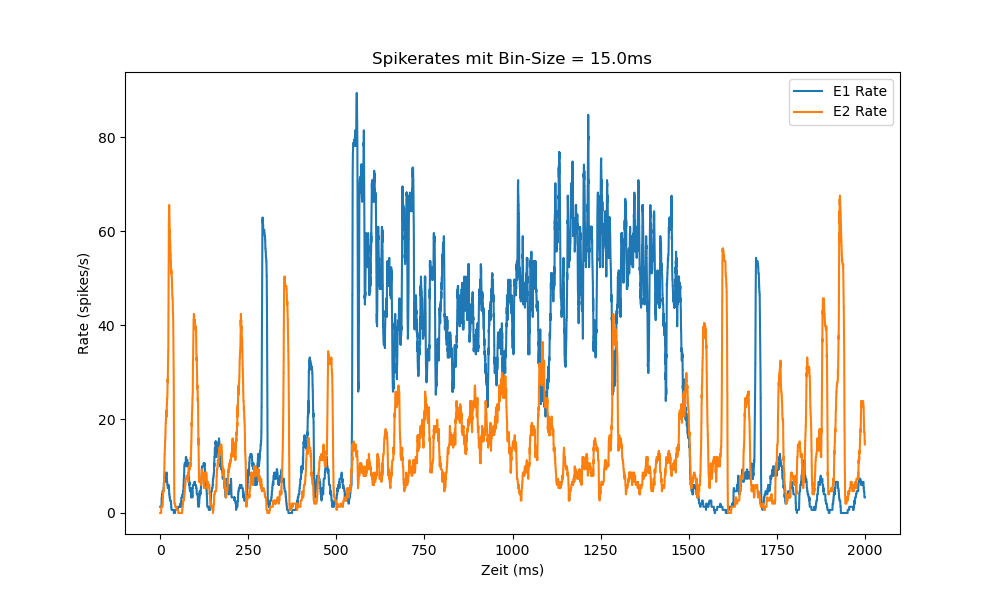 Spikerates mit Bin-Size = 15.0ms
E1 Rate
E2 Rate
80
60
40
20
0
Rate (spikes/s)
0 250 500 750 1000 1250 1500 1750 2000
Zeit (ms)